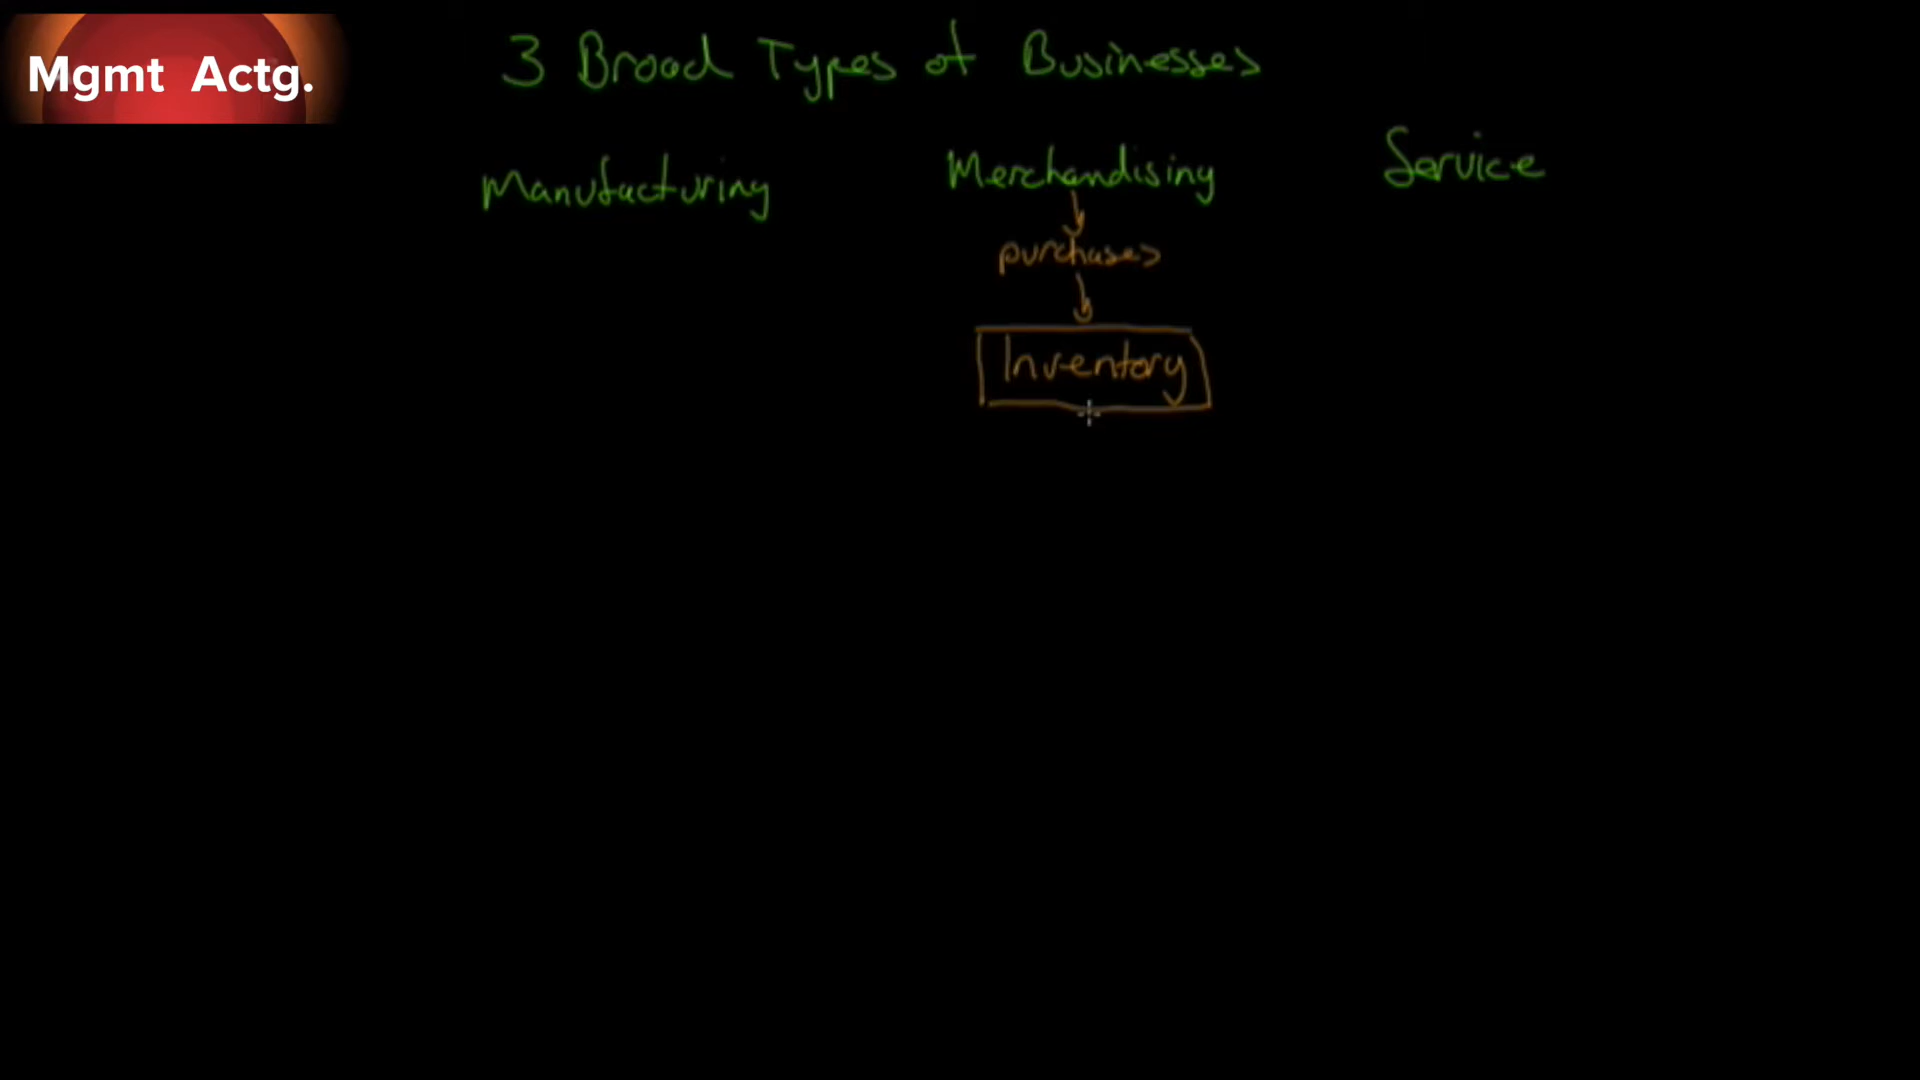 Mgmt Actg.
3 Broad Types of Businesses
Manufacturing Merchandising Service
purchases
Inventory